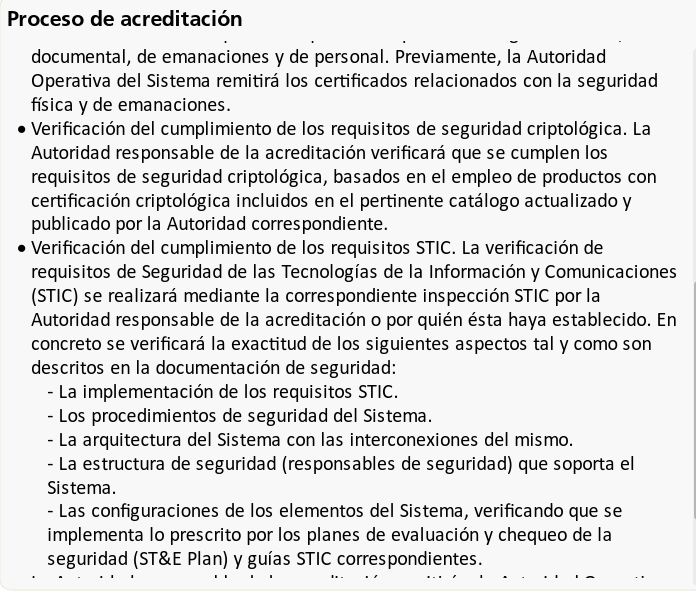 Proceso de acreditación
documental, de emanaciones y de personal. Previamente, la Autoridad
Operativa del Sistema remitirá los certificados relacionados con la seguridad
física y de emanaciones.
• Verificación del cumplimiento de los requisitos de seguridad criptológica. La
Autoridad responsable de la acreditación verificará que se cumplen los
requisitos de seguridad criptológica, basados en el empleo de productos con
certificación criptológica incluidos en el pertinente catálogo actualizado y
publicado por la Autoridad correspondiente.
• Verificación del cumplimiento de los requisitos STIC. La verificación de
requisitos de Seguridad de las Tecnologías de la Información y Comunicaciones
(STIC) se realizará mediante la correspondiente inspección STIC por la
Autoridad responsable de la acreditación o por quién ésta haya establecido. En
concreto se verificará la exactitud de los siguientes aspectos tal y como son
descritos en la documentación de seguridad:
- La implementación de los requisitos STIC.
- Los procedimientos de seguridad del Sistema.
- La arquitectura del Sistema con las interconexiones del mismo.
- La estructura de seguridad (responsables de seguridad) que soporta el
Sistema.
- Las configuraciones de los elementos del Sistema, verificando que se
implementa lo prescrito por los planes de evaluación y chequeo de la
seguridad (ST&E Plan) y guías STIC correspondientes.